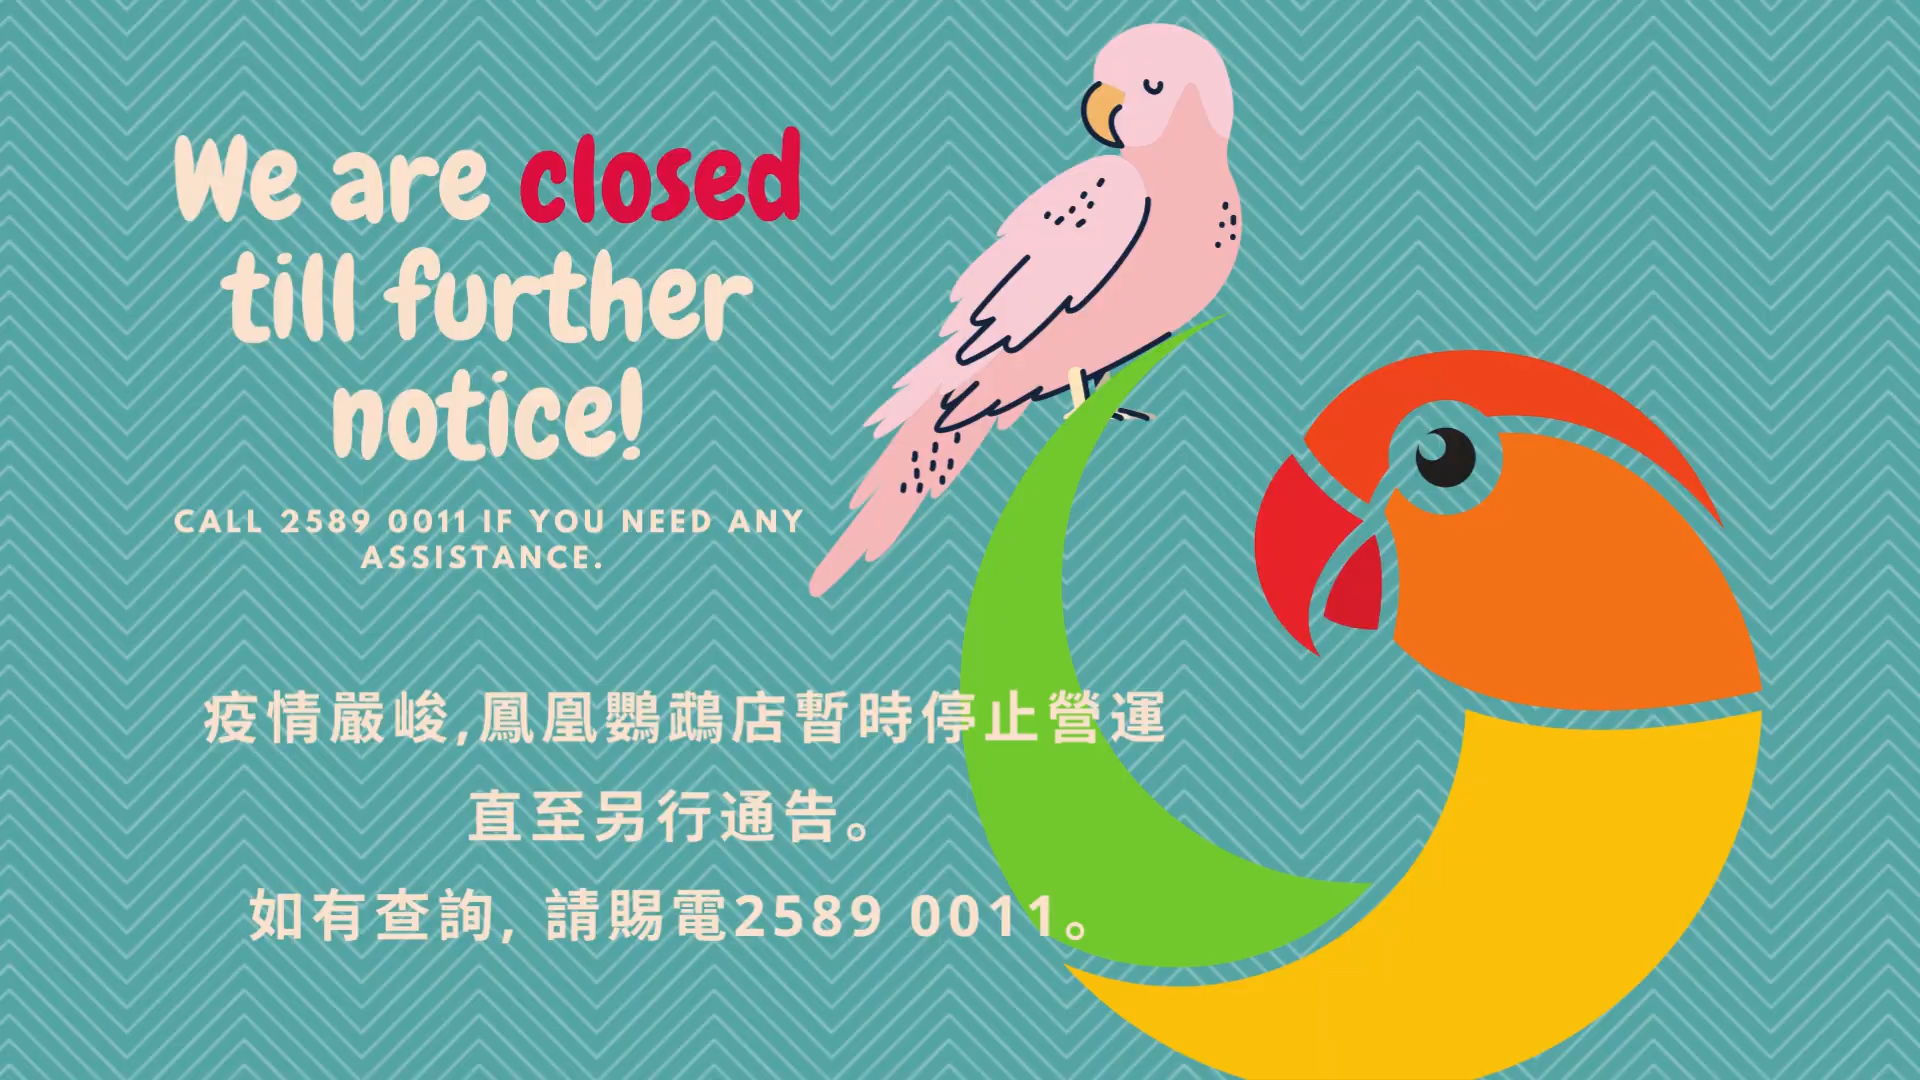 We are closed
till further
notice!
CALL 2589 0011 IF YOU NEED ANY
ASSISTANCE.
疫情嚴峻,鳳凰鸚鵡店暫時停止營運
直至另行通告。
如有查詢, 請賜電2589 0011。